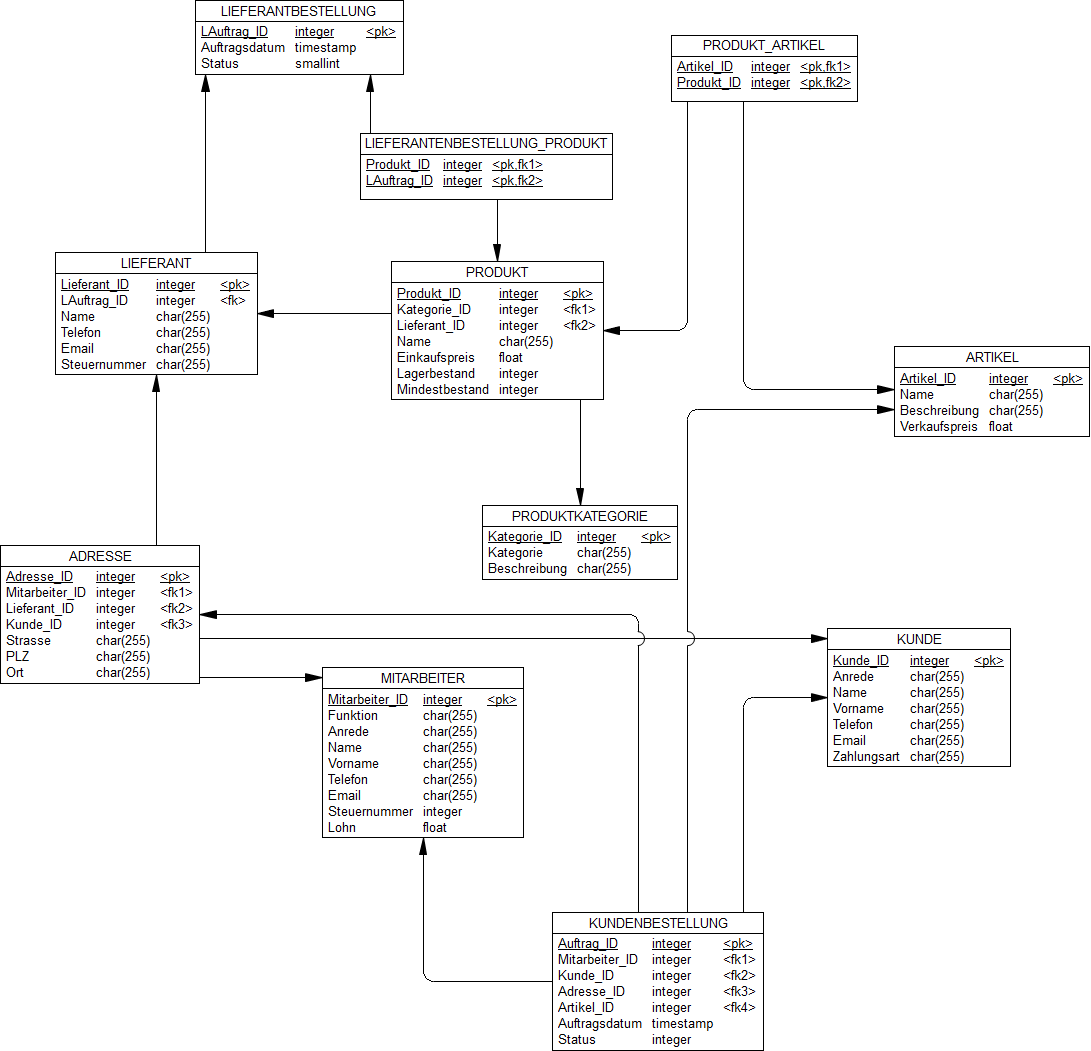 LIEFERANTBESTELLUNG
LAuftrag_ID integer <pk>
Auftragsdatum timestamp
Status smallint
PRODUKT_ARTIKEL
Artikel_ID integer <pk,fk1>
Produkt_ID integer <pk,fk2>
LIEFERANTENBESTELLUNG_PRODUKT
Produkt_ID integer <pk,fk1>
LAuftrag_ID integer <pk,fk2>
LIEFERANT
Lieferant_ID integer <pk>
LAuftrag_ID integer <fk>
Name char(255)
Telefon char(255)
Email char(255)
Steuernummer char(255)
PRODUKT
Produkt_ID integer <pk>
Kategorie_ID integer <fk1>
Lieferant_ID integer <fk2>
Name char(255)
Einkaufspreis float
Lagerbestand integer
Mindestbestand integer
ARTIKEL
Artikel_ID integer <pk>
Name char(255)
Beschreibung char(255)
Verkaufspreis float
PRODUKTKATEGORIE
Kategorie_ID integer <pk>
Kategorie char(255)
Beschreibung char(255)
ADRESSE
Adresse_ID integer <pk>
Mitarbeiter_ID integer <fk1>
Lieferant_ID integer <fk2>
Kunde_ID integer <fk3>
Strasse char(255)
PLZ char(255)
Ort char(255)
KUNDE
Kunde_ID integer <pk>
Anrede char(255)
Name char(255)
Vorname char(255)
Telefon char(255)
Email char(255)
Zahlungsart char(255)
MITARBEITER
Mitarbeiter_ID integer <pk>
Funktion char(255)
Anrede char(255)
Name char(255)
Vorname char(255)
Telefon char(255)
Email char(255)
Steuernummer integer
Lohn float
KUNDENBESTELLUNG
Auftrag_ID integer <pk>
Mitarbeiter_ID integer <fk1>
Kunde_ID integer <fk2>
Adresse_ID integer <fk3>
Artikel_ID integer <fk4>
Auftragsdatum timestamp
Status integer